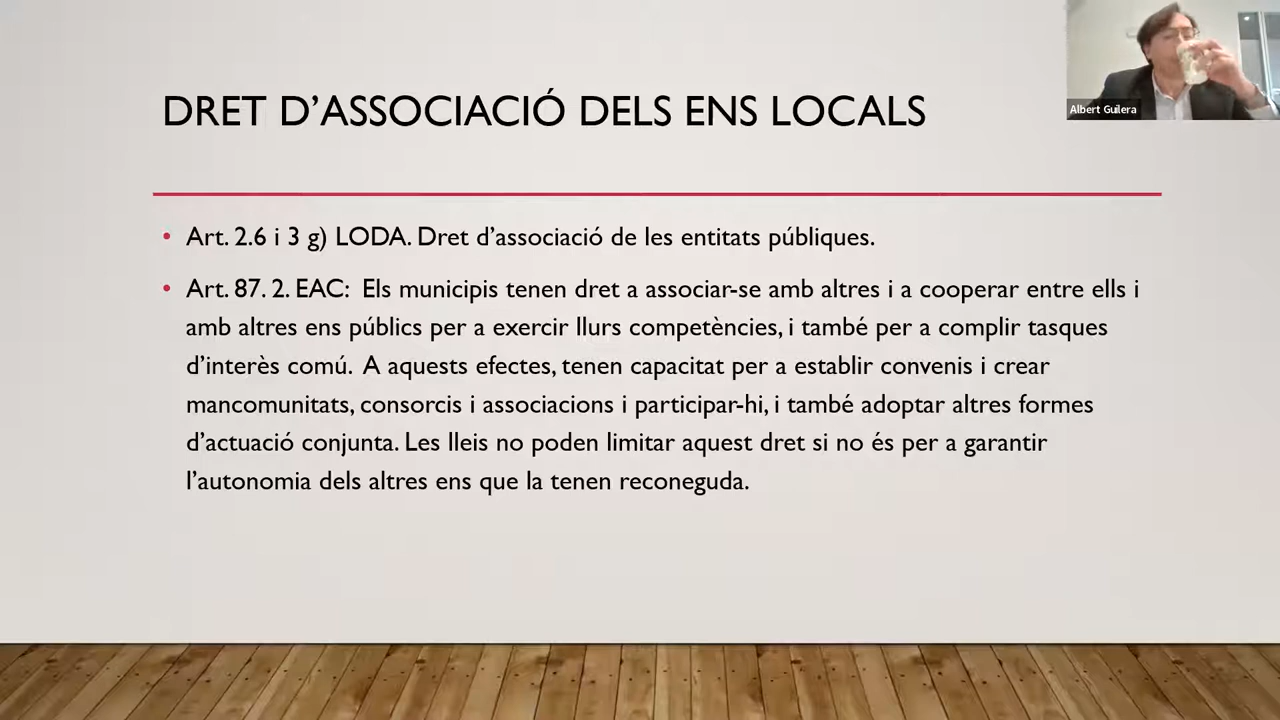 DRET D'ASSOCIACIÓ DELS ENS LOCALS
Albert Guilera
• Art. 2.6 i 3 g) LODA. Dret d'associació de les entitats públiques.
• Art. 87. 2. EAC: Els municipis tenen dret a associar-se amb altres i a cooperar entre ells i
amb altres ens públics per a exercir llurs competències, i també per a complir tasques
d'interès comú. A aquests efectes, tenen capacitat per a establir convenis i crear
mancomunitats, consorcis i associacions i participar-hi, i també adoptar altres formes
d'actuació conjunta. Les lleis no poden limitar aquest dret si no és per a garantir
l'autonomia dels altres ens que la tenen reconeguda.